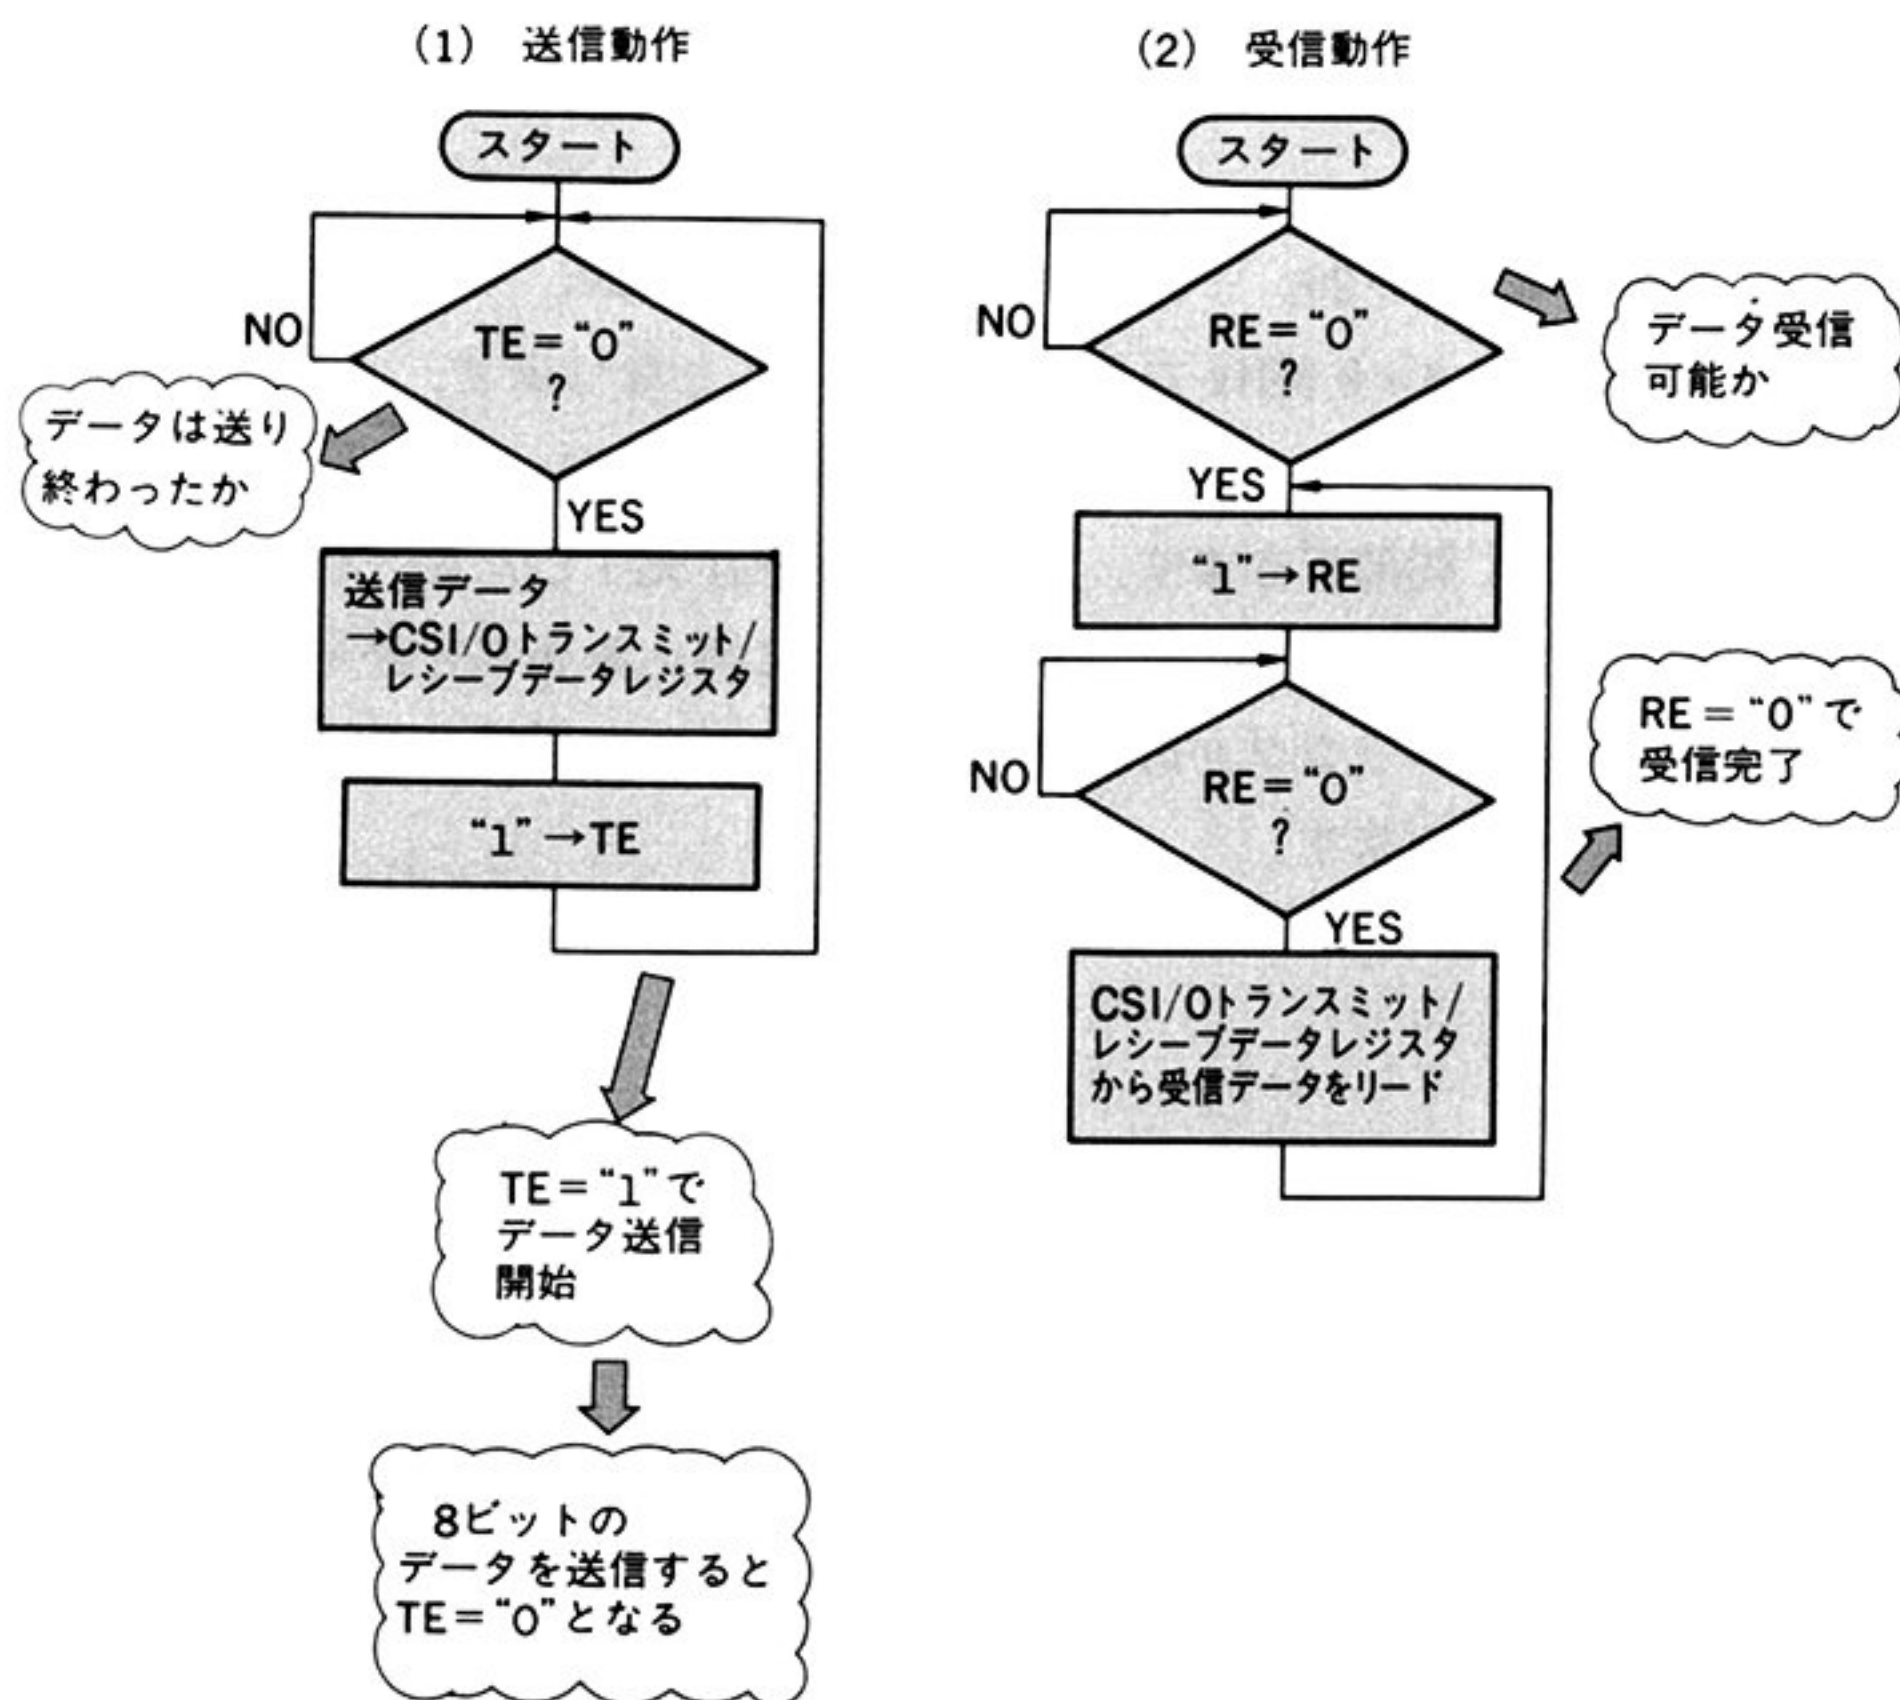 (1) 送信動作
スタート
TE=“0”
?
NO
データは送り
終わったか
YES
送信データ
→CSI/Oトランスミット/
レシーブデータレジスタ
“1”→TE
TE=“1”で
データ送信
開始
8ビットの
データを送信すると
TE=“0”となる
(2) 受信動作
スタート
RE=“0”
?
NO
データ受信
可能か
YES
“1”→RE
RE=“0”
?
NO
RE=“0”で
受信完了
YES
CSI/Oトランスミット/
レシーブデータレジスタ
から受信データをリード